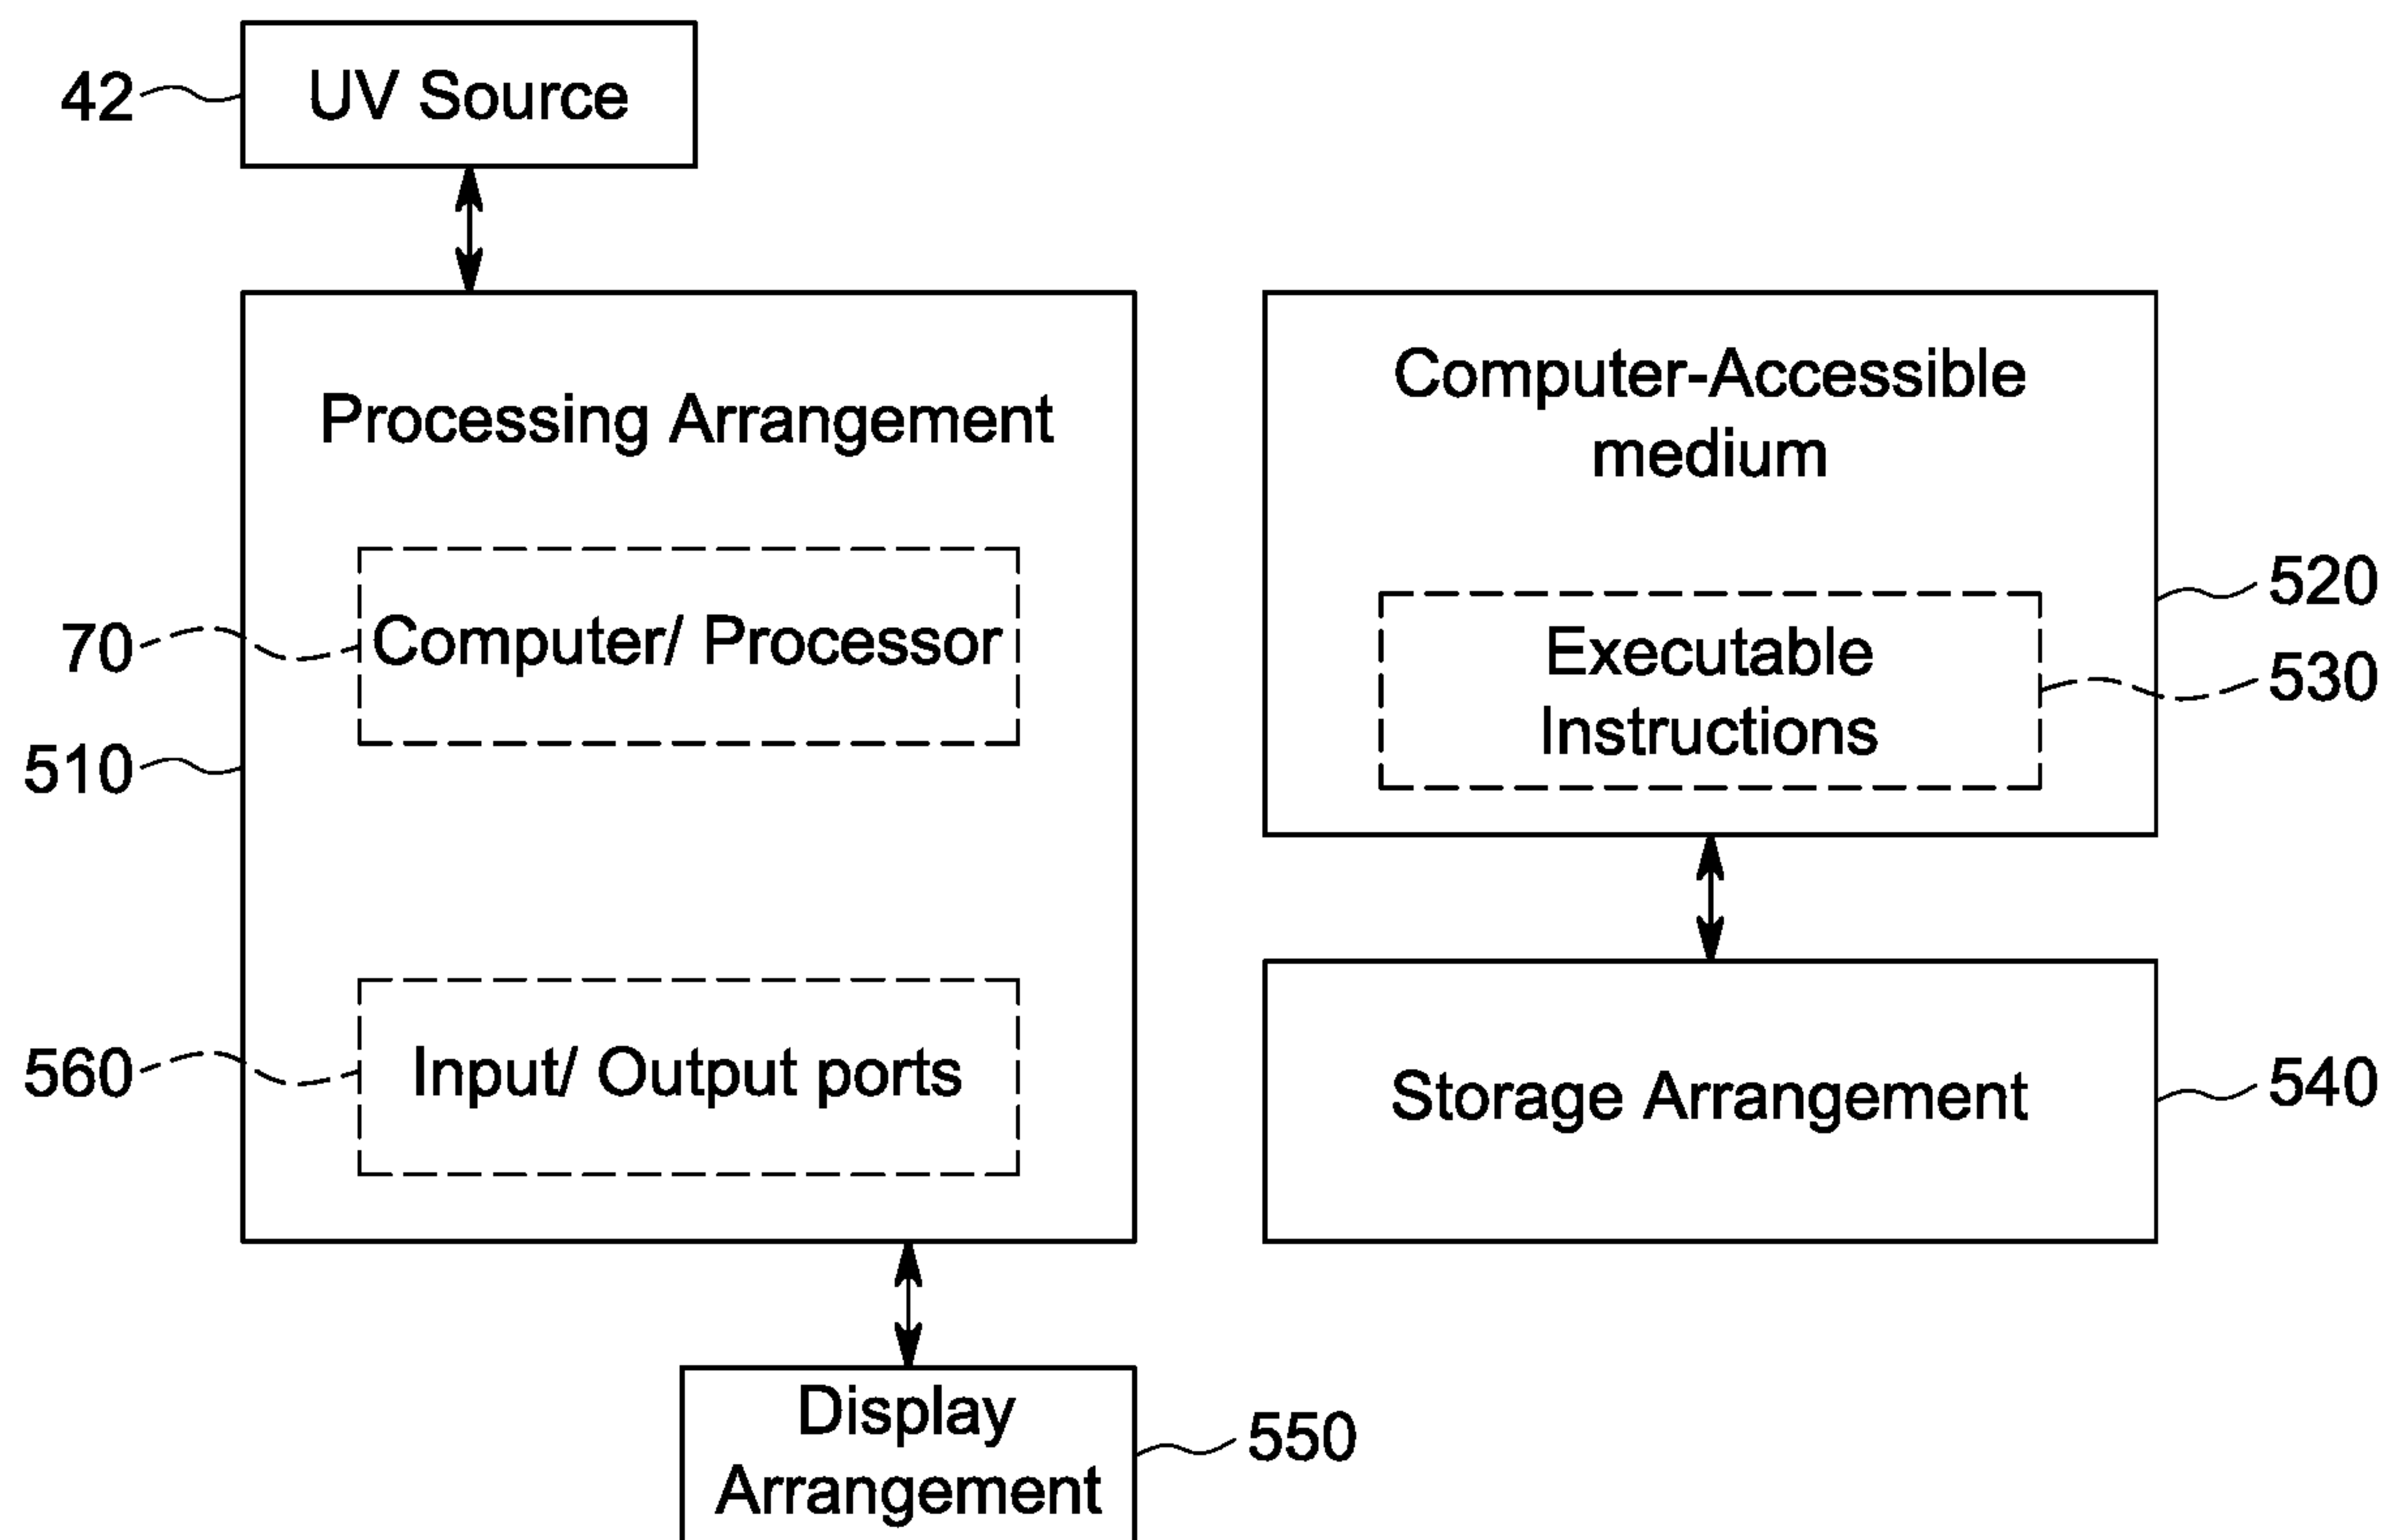 42
UV Source
Processing Arrangement
70
Computer/ Processor
510
560
Input/ Output ports
Computer-Accessible
medium
520
Executable
Instructions
530
Storage Arrangement
540
Display
Arrangement
550